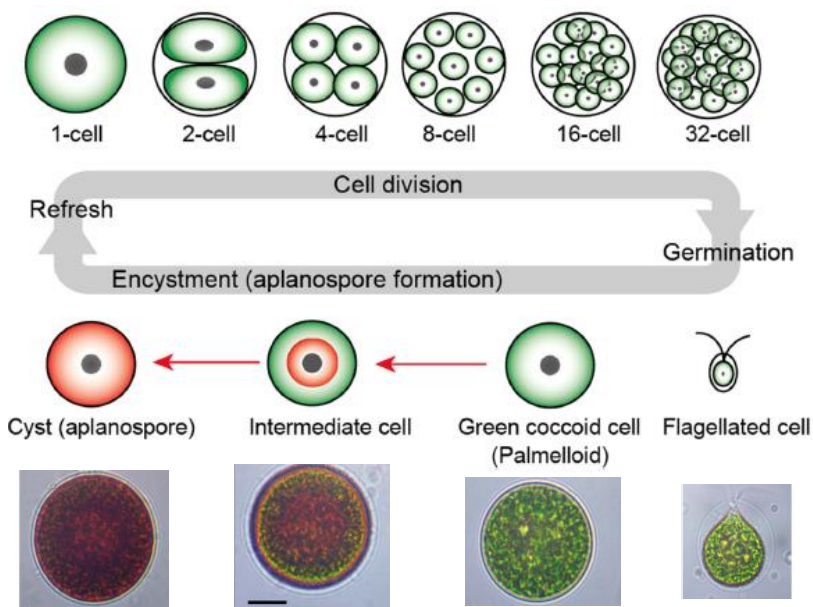 1-cell
2-cell
4-cell
8-cell
16-cell
32-cell
Cell division
Refresh
Germination
Encystment (aplanospore formation)
Cyst (aplanospore)
Intermediate cell
Green coccoid cell
(Palmelloid)
Flagellated cell